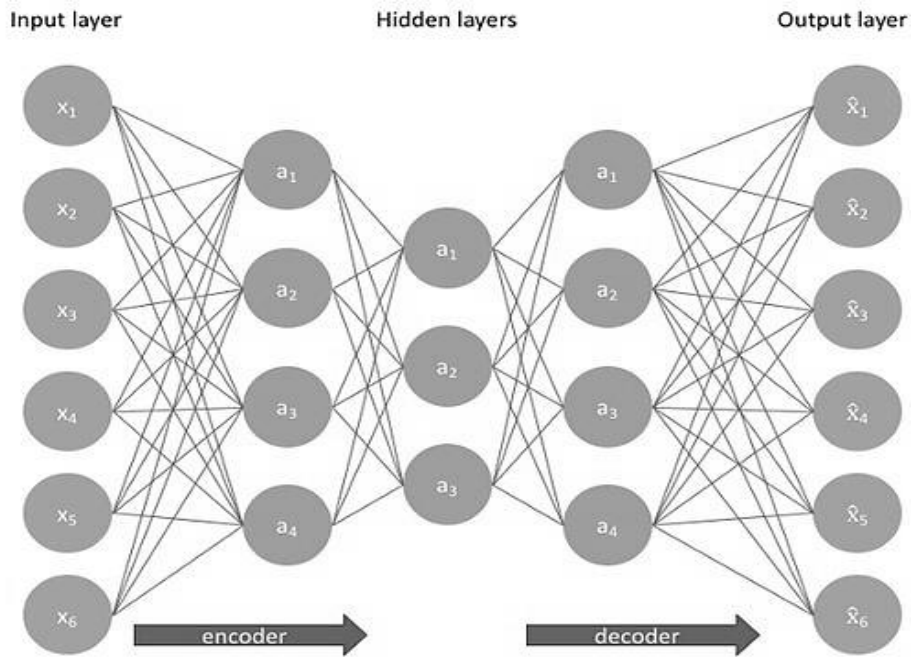 Input layer
Hidden layers
Output layer
x₁
x₂
x₃
x₄
x₅
x₆
a₁
a₂
a₃
a₄
a₁
a₂
a₃
a₁
a₂
a₃
a₄
x̂₁
x̂₂
x̂₃
x̂₄
x̂₅
x̂₆
encoder
decoder